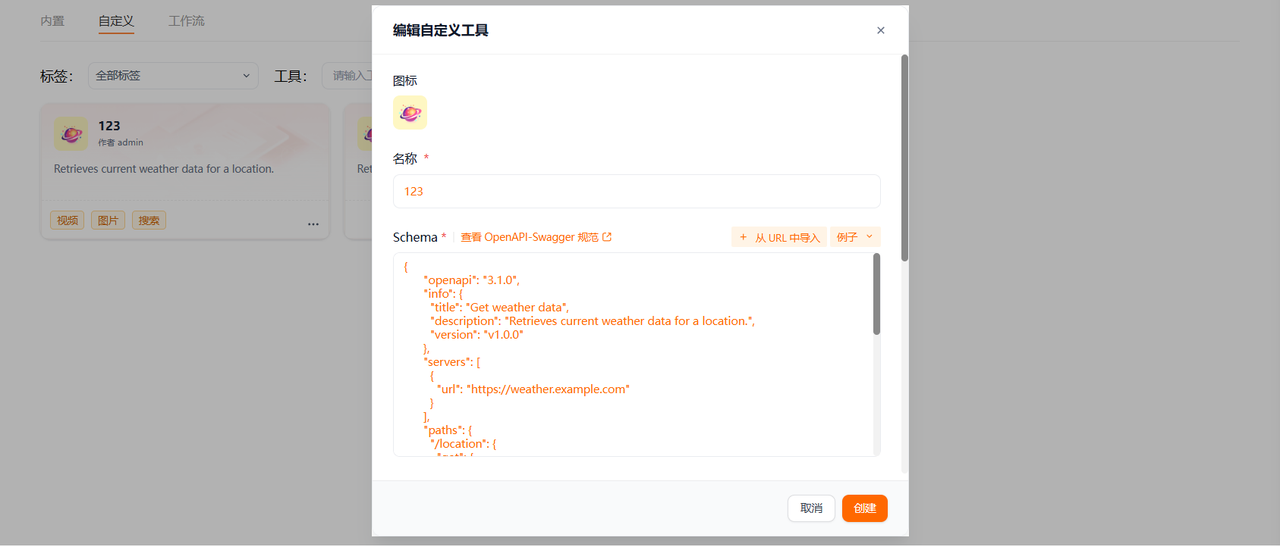 内置 自定义 工作流
标签： 全部标签 工具： 请输入工
123
作者 admin
Retrieves current weather data for a location.
视频 图片 搜索 ...
Ret
编辑自定义工具 ×
图标
名称 *
123
Schema * 查看 OpenAPI-Swagger 规范 + 从 URL 中导入 例子
{
"openapi": "3.1.0",
"info": {
"title": "Get weather data",
"description": "Retrieves current weather data for a location.",
"version": "v1.0.0"
},
"servers": [
{
"url": "https://weather.example.com"
}
],
"paths": {
"/location": {
"get": {
取消 创建